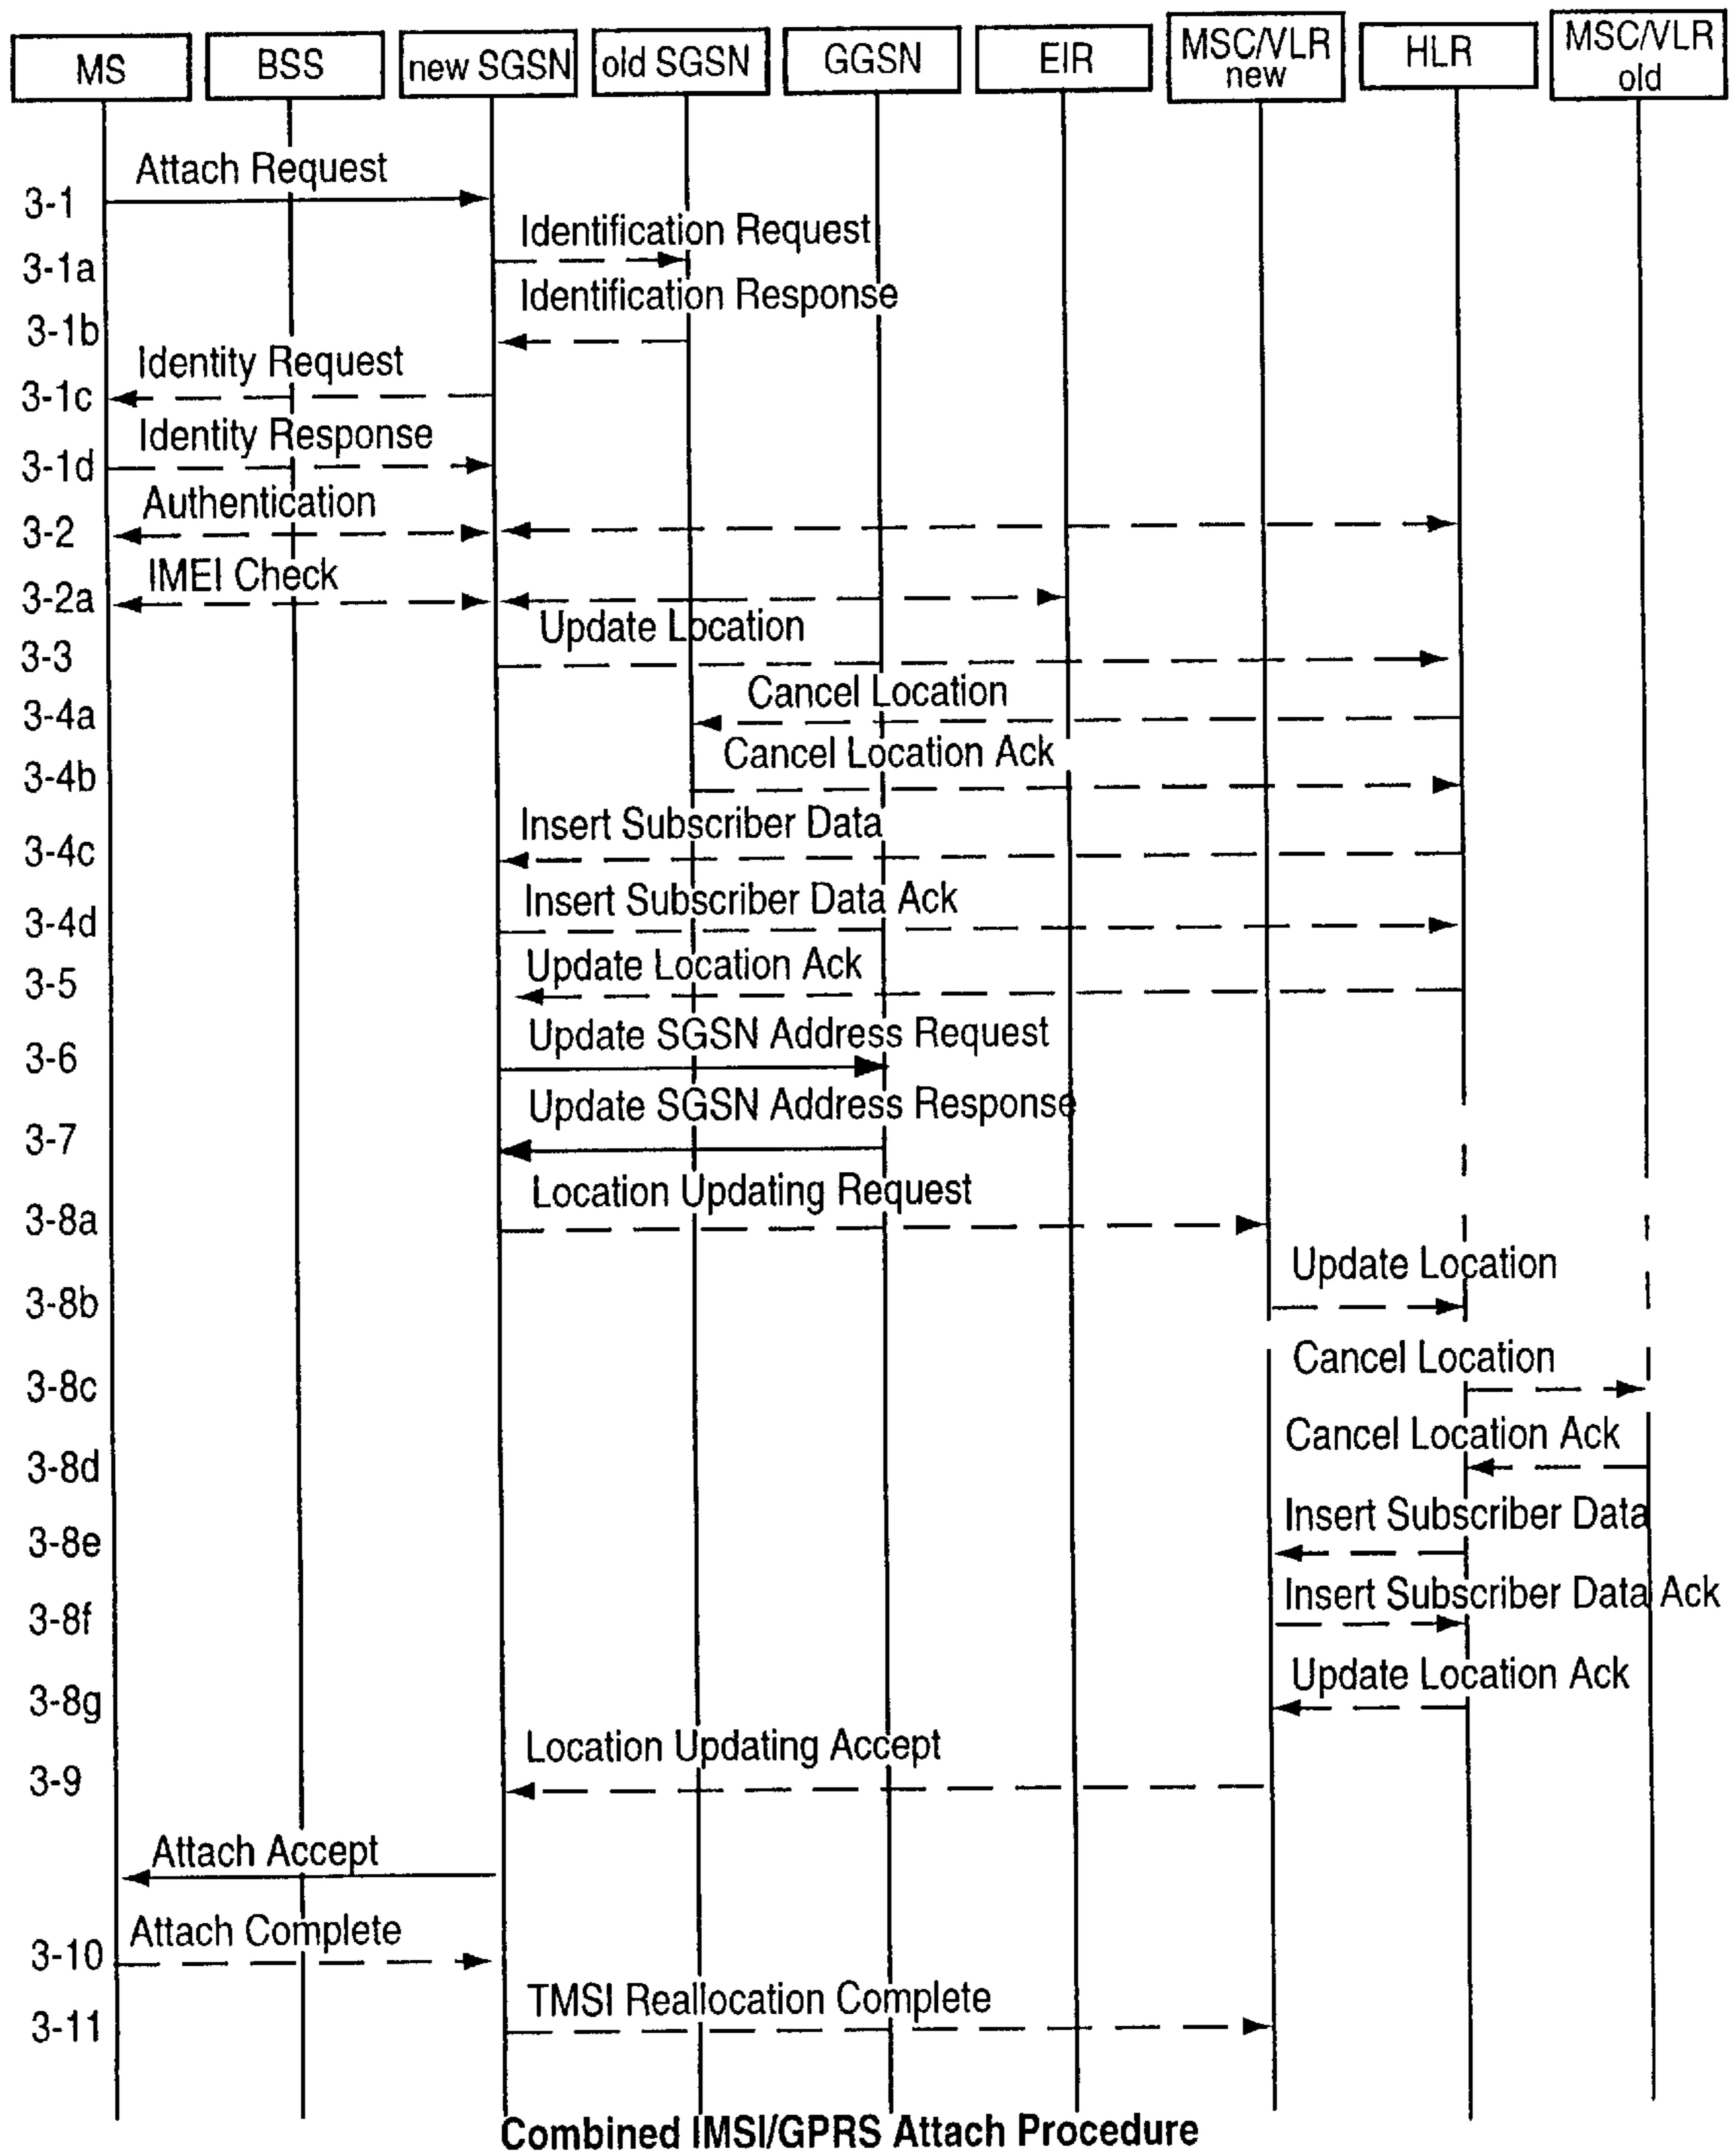 MS
BSS
new SGSN
old SGSN
GGSN
EIR
MSC/VLR
new
HLR
MSC/VLR
old
Attach Request
3-1
Identification Request
3-1a
Identification Response
3-1b
Identity Request
3-1c
Identity Response
3-1d
Authentication
3-2
IMEI Check
3-2a
Update Location
3-3
Cancel Location
3-4a
Cancel Location Ack
3-4b
Insert Subscriber Data
3-4c
Insert Subscriber Data Ack
3-4d
Update Location Ack
3-5
Update SGSN Address Request
3-6
Update SGSN Address Response
3-7
Location Updating Request
3-8a
Update Location
3-8b
Cancel Location
3-8c
Cancel Location Ack
3-8d
Insert Subscriber Data
3-8e
Insert Subscriber Data Ack
3-8f
Update Location Ack
3-8g
Location Updating Accept
3-9
Attach Accept
Attach Complete
3-10
TMSI Reallocation Complete
3-11
Combined IMSI/GPRS Attach Procedure